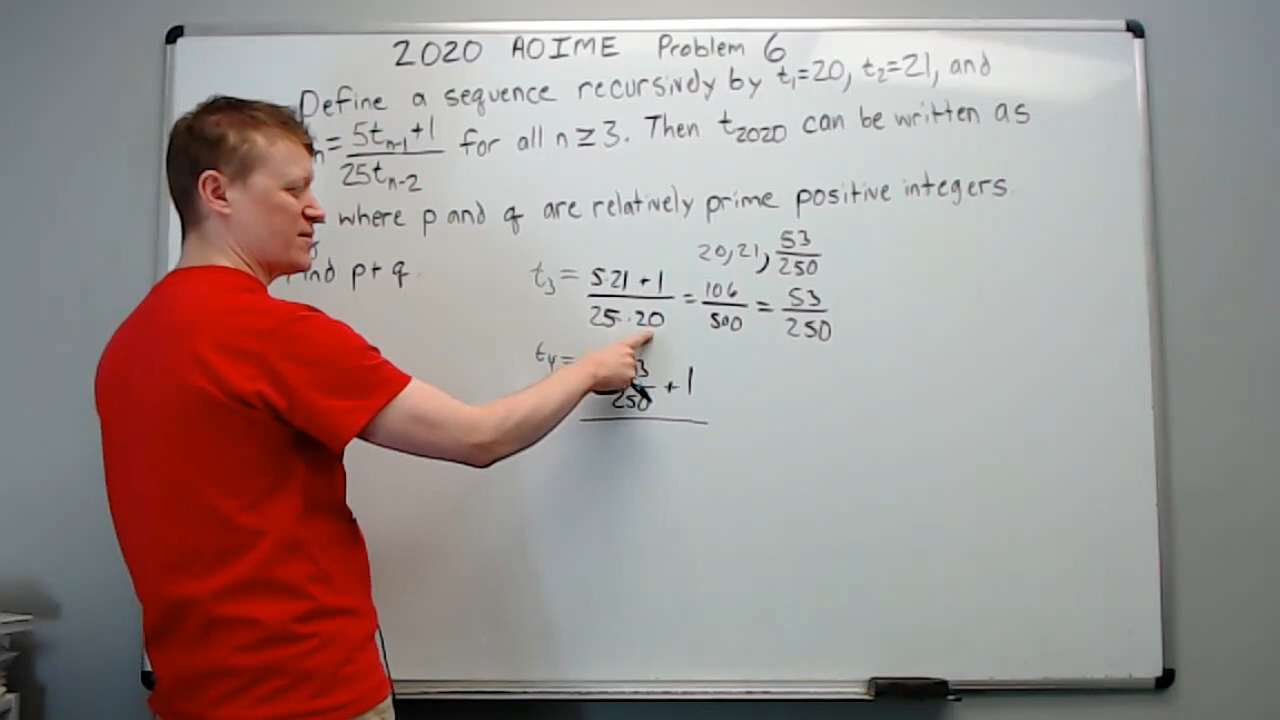 2020 AOIME Problem 6
Define a sequence recursively by t₁=20, t₂=21, and
n = (5tₙ₋₁+1)/(25tₙ₋₂) for all n ≥ 3. Then t₂₀₂₀ can be written as
where p and q are relatively prime positive integers
find p+q.
20, 21, 53/250
t₃ = (5·21 + 1)/(25·20) = 106/500 = 53/250
t₄ = 3/250 + 1